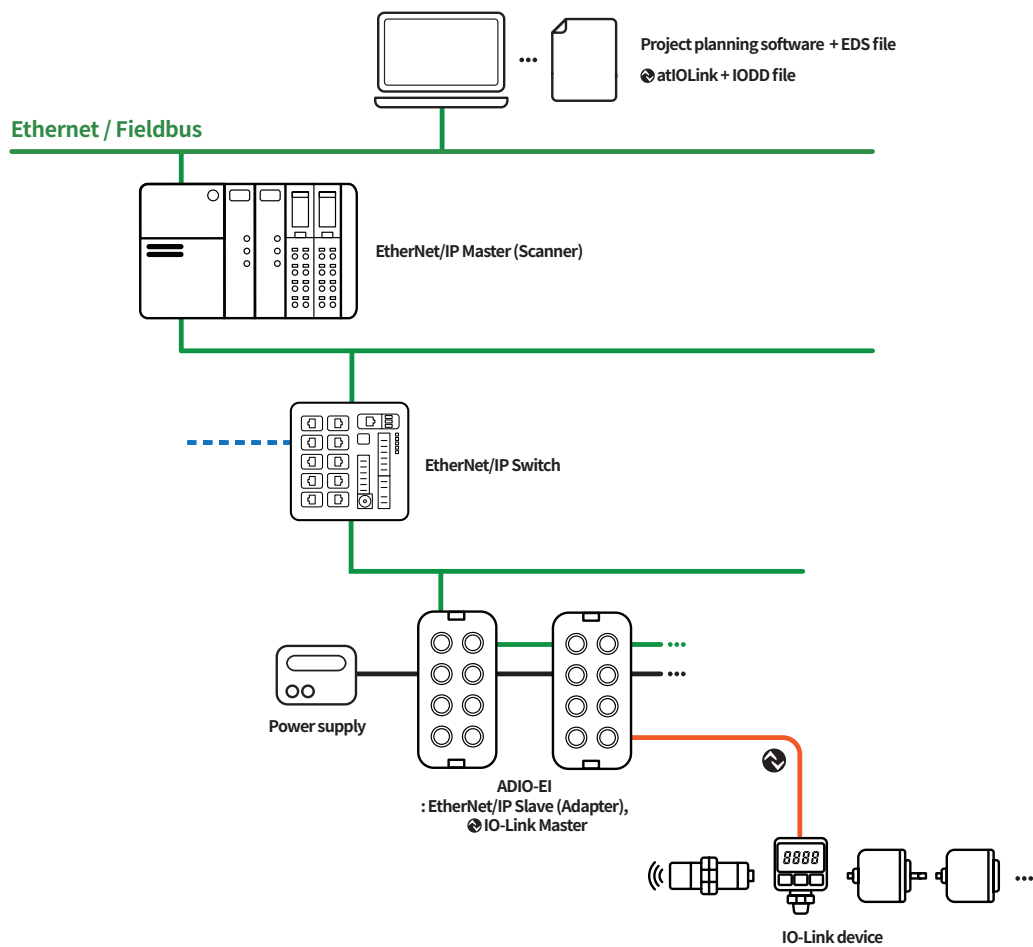 Project planning software + EDS file
atIOLink + IODD file
Ethernet / Fieldbus
EtherNet/IP Master (Scanner)
EtherNet/IP Switch
Power supply
ADIO-EI
: EtherNet/IP Slave (Adapter),
IO-Link Master
8888
IO-Link device